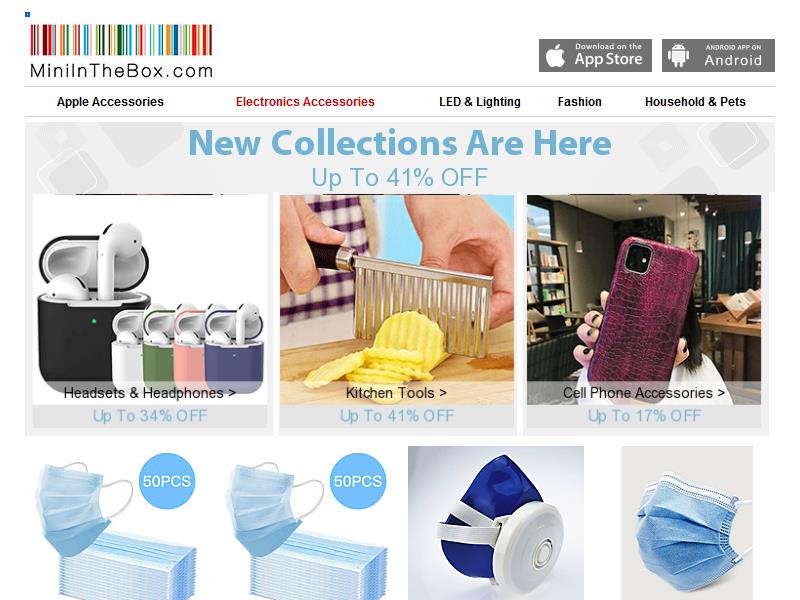 MiniInTheBox.com
Download on the
App Store
ANDROID APP ON
Android
Apple Accessories
Electronics Accessories
LED & Lighting
Fashion
Household & Pets
New Collections Are Here
Up To 41% OFF
Headsets & Headphones >
Kitchen Tools >
Cell Phone Accessories >
Up To 34% OFF
Up To 41% OFF
Up To 17% OFF
50PCS
50PCS